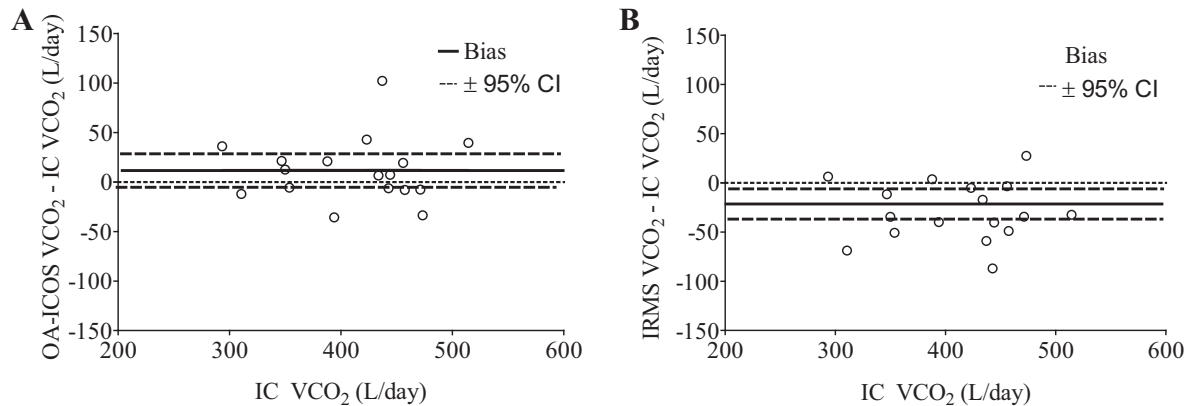 A
OA-ICOS VCO₂ - IC VCO₂ (L/day)
150
100
50
0
-50
-100
-150
Bias
± 95% CI
200
300
400
500
600
IC VCO₂ (L/day)
B
IRMS VCO₂ - IC VCO₂ (L/day)
150
100
50
0
-50
-100
-150
Bias
± 95% CI
200
300
400
500
600
IC VCO₂ (L/day)